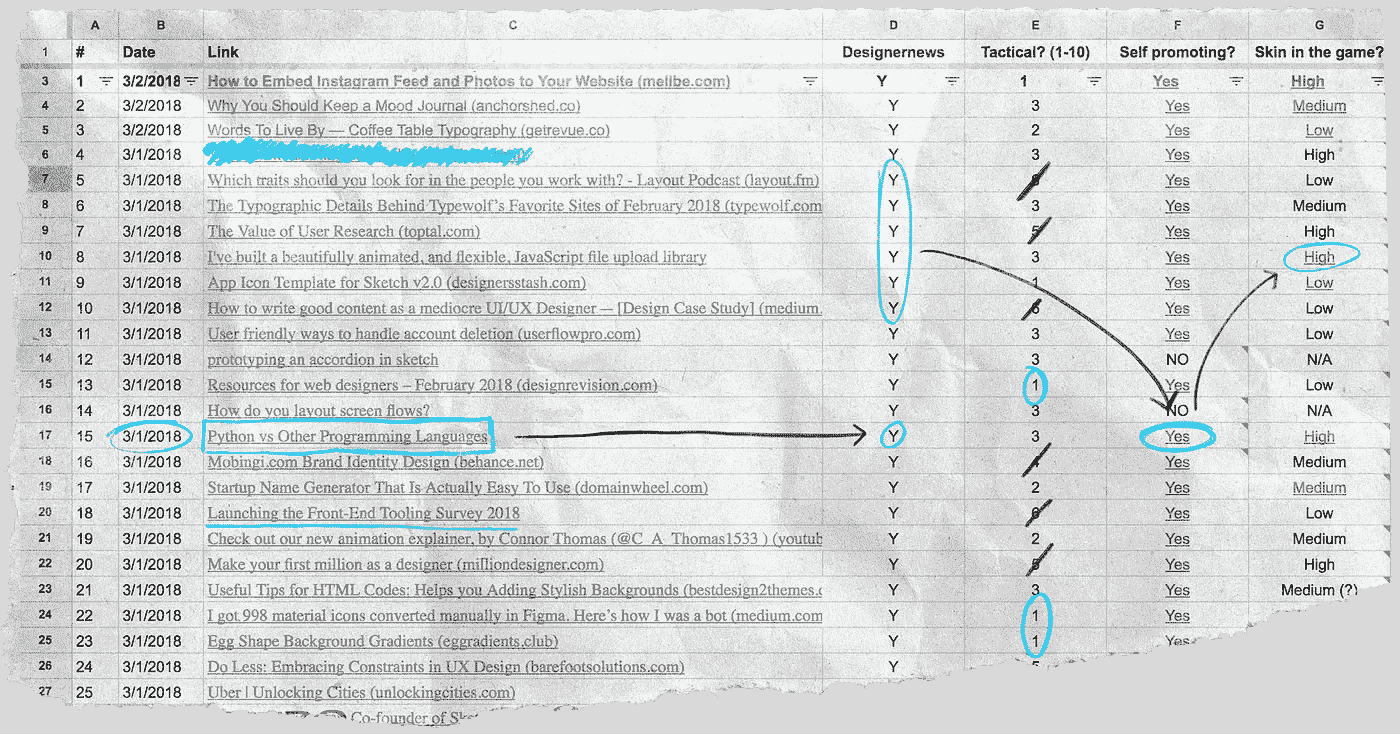 A B C D E F G
1 # Date Link Designernews Tactical? (1-10) Self promoting? Skin in the game?
3 1 3/2/2018 How to Embed Instagram Feed and Photos to Your Website (melibe.com) Y 1 Yes High
4 2 3/2/2018 Why You Should Keep a Mood Journal (anchorshed.co) Y 3 Yes Medium
5 3 3/2/2018 Words To Live By — Coffee Table Typography (getrevue.co) Y 2 Yes Low
6 4 3/1/2018 Y 3 Yes High
7 5 3/1/2018 Which traits should you look for in the people you work with? - Layout Podcast (layout.fm) Y Yes Low
8 6 3/1/2018 The Typographic Details Behind Typewolf's Favorite Sites of February 2018 (typewolf.com Y 3 Yes Medium
9 7 3/1/2018 The Value of User Research (toptal.com) Y 5 Yes High
10 8 3/1/2018 I've built a beautifully animated, and flexible, JavaScript file upload library Y 3 Yes High
11 9 3/1/2018 App Icon Template for Sketch v2.0 (designersstash.com) Y 1 Yes Low
12 10 3/1/2018 How to write good content as a mediocre UI/UX Designer — [Design Case Study] (medium. Y Yes Low
13 11 3/1/2018 User friendly ways to handle account deletion (userflowpro.com) Y 3 Yes Low
14 12 3/1/2018 prototyping an accordion in sketch Y 3 NO N/A
15 13 3/1/2018 Resources for web designers – February 2018 (designrevision.com) Y 1 Yes Low
16 14 3/1/2018 How do you layout screen flows? Y 3 NO N/A
17 15 3/1/2018 Python vs Other Programming Languages Y 3 Yes High
18 16 3/1/2018 Mobingi.com Brand Identity Design (behance.net) Y 4 Yes Medium
19 17 3/1/2018 Startup Name Generator That Is Actually Easy To Use (domainwheel.com) Y 2 Yes Medium
20 18 3/1/2018 Launching the Front-End Tooling Survey 2018 Y 6 Yes Low
21 19 3/1/2018 Check out our new animation explainer, by Connor Thomas (@C_A_Thomas1533 ) (youtub Y 2 Yes Medium
22 20 3/1/2018 Make your first million as a designer (milliondesigner.com) Y 5 Yes High
23 21 3/1/2018 Useful Tips for HTML Codes: Helps you Adding Stylish Backgrounds (bestdesign2themes.c Y 3 Yes Medium (?)
24 22 3/1/2018 I got 998 material icons converted manually in Figma. Here's how I was a bot (medium.com Y 1 Yes
25 23 3/1/2018 Egg Shape Background Gradients (eggradients.club) Y 1 Yes
26 24 3/1/2018 Do Less: Embracing Constraints in UX Design (barefootsolutions.com) Y
27 25 3/1/2018 Uber | Unlocking Cities (unlockingcities.com)
Co-founder of